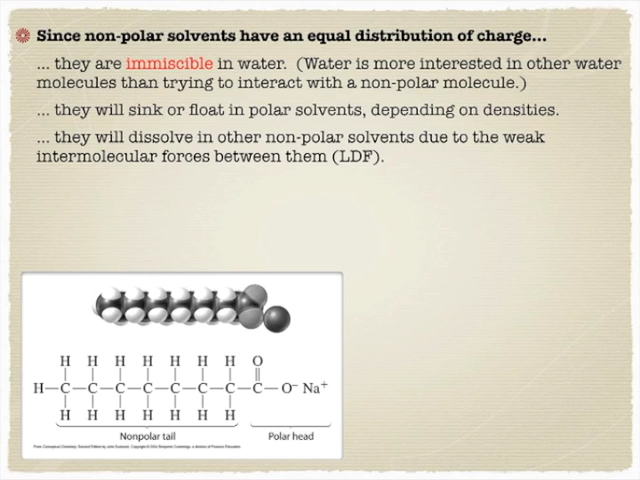 Since non-polar solvents have an equal distribution of charge...
... they are immiscible in water. (Water is more interested in other water
molecules than trying to interact with a non-polar molecule.)
... they will sink or float in polar solvents, depending on densities.
... they will dissolve in other non-polar solvents due to the weak
intermolecular forces between them (LDF).
H H H H H H H O
H—C—C—C—C—C—C—C—C—O⁻ Na⁺
H H H H H H H
Nonpolar tail Polar head